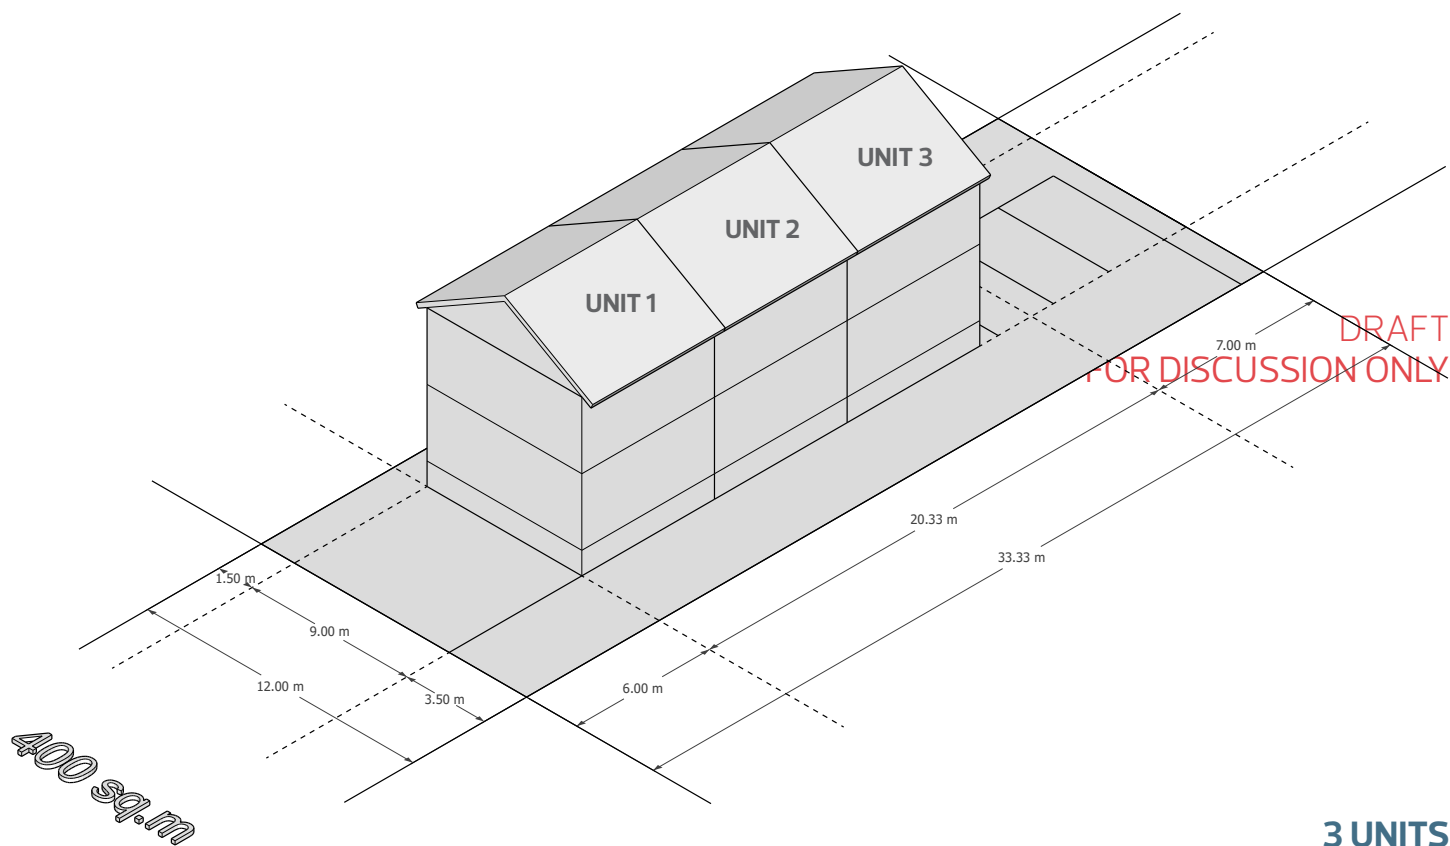 UNIT 3
UNIT 2
UNIT 1
DRAFT
FOR DISCUSSION ONLY
7.00 m
20.33 m
33.33 m
1.50 m
9.00 m
12.00 m
6.00 m
3.50 m
400 sq.m
3 UNITS